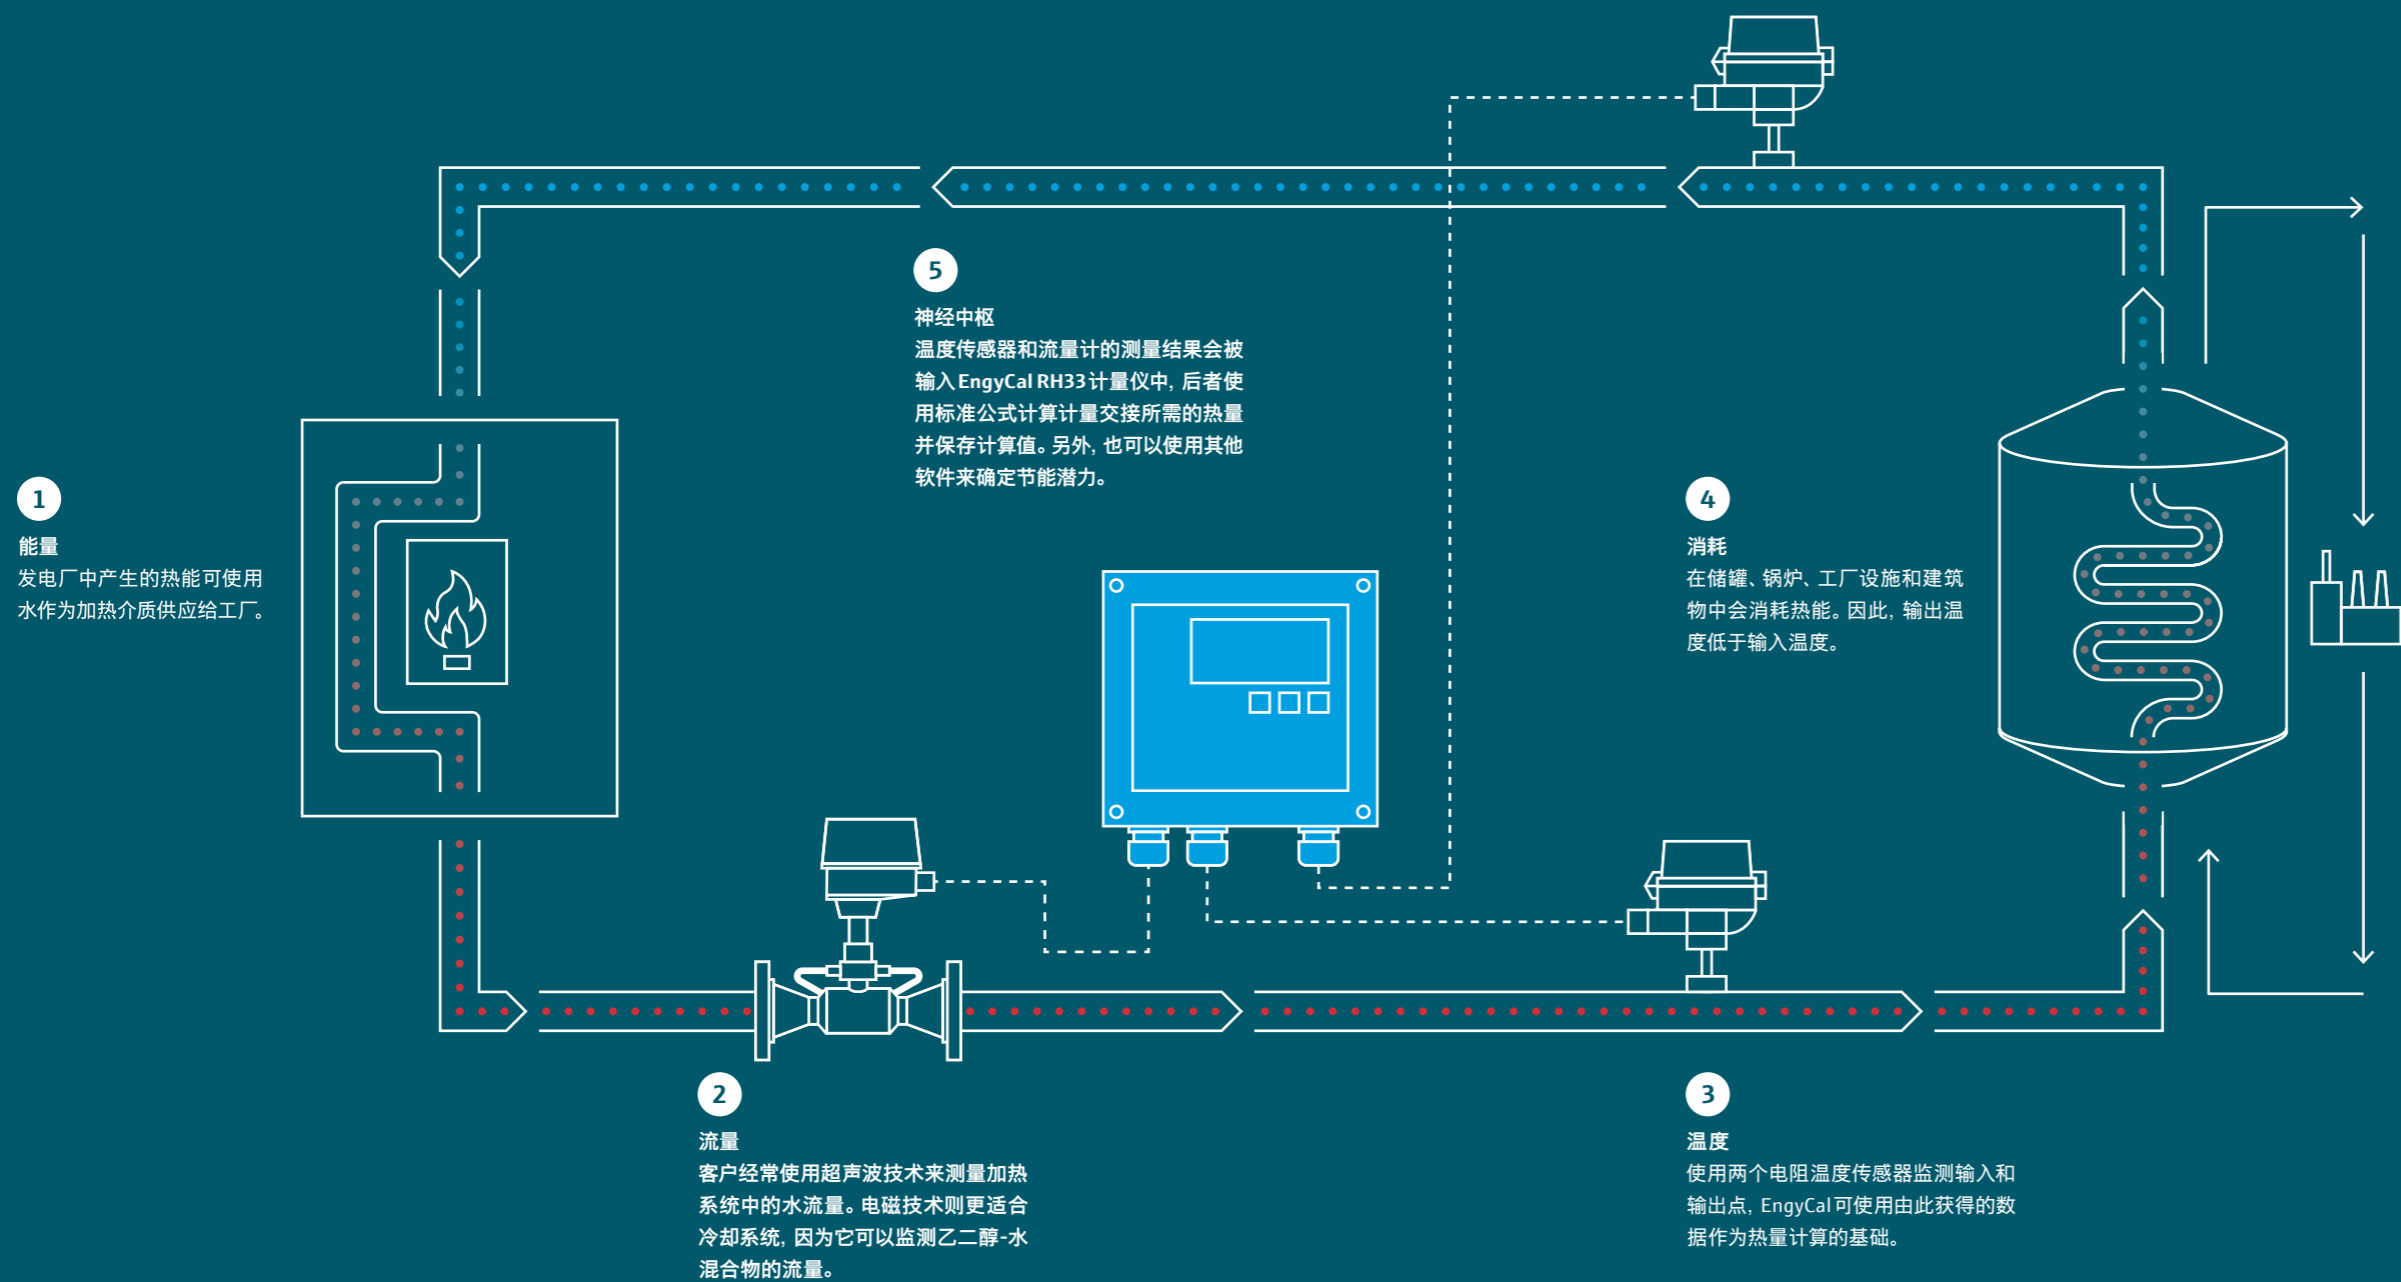 1
能量
发电厂中产生的热能可使用
水作为加热介质供应给工厂。
2
流量
客户经常使用超声波技术来测量加热
系统中的水流量。电磁技术则更适合
冷却系统, 因为它可以监测乙二醇-水
混合物的流量。
3
温度
使用两个电阻温度传感器监测输入和
输出点, EngyCal可使用由此获得的数
据作为热量计算的基础。
4
消耗
在储罐、锅炉、工厂设施和建筑
物中会消耗热能。因此, 输出温
度低于输入温度。
5
神经中枢
温度传感器和流量计的测量结果会被
输入EngyCal RH33计量仪中, 后者使
用标准公式计算计量交接所需的热量
并保存计算值。另外, 也可以使用其他
软件来确定节能潜力。